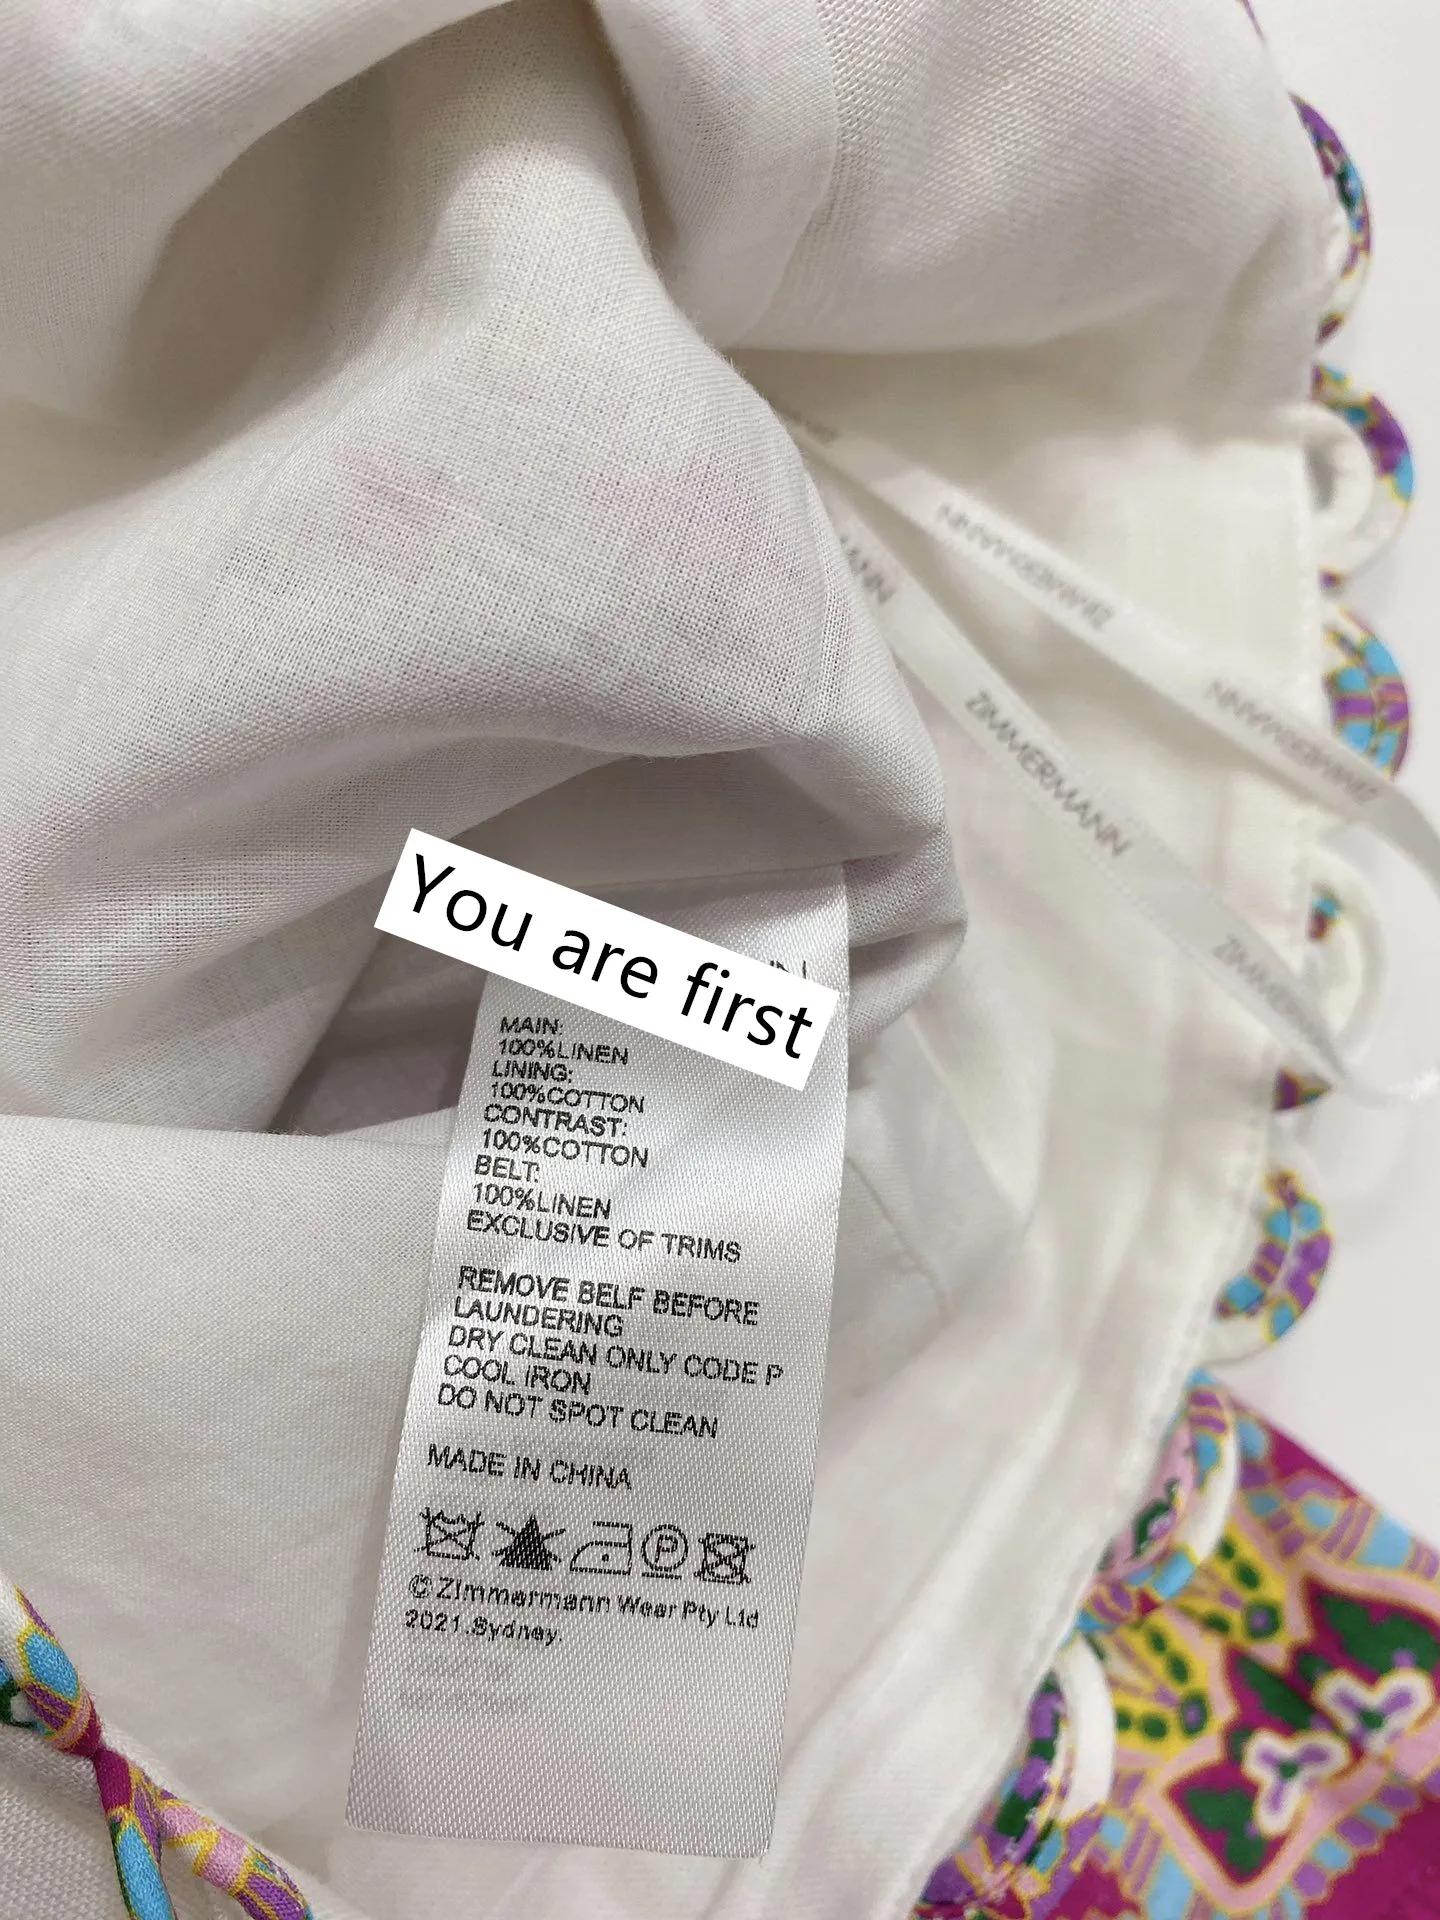 You are first
MAIN:
100%LINEN
LINING:
100%COTTON
CONTRAST:
100%COTTON
BELT:
100%LINEN
EXCLUSIVE OF TRIMS
REMOVE BELF BEFORE
LAUNDERING
DRY CLEAN ONLY CODE P
COOL IRON
DO NOT SPOT CLEAN
MADE IN CHINA
P
© Zimmermann Wear Pty Ltd
2021.Sydney.
ZIMMERMANN
ZIMMERMANN
ZIMMERMANN